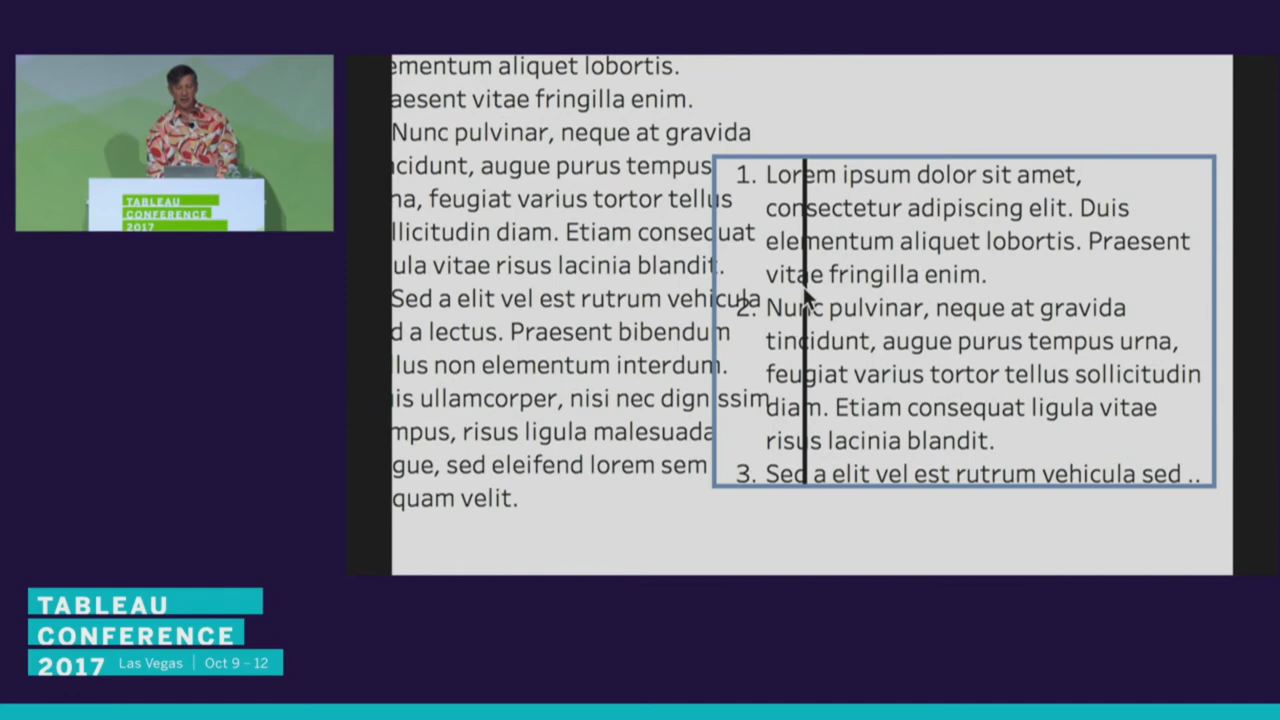 TABLEAU
CONFERENCE
2017
ementum aliquet lobortis.
aesent vitae fringilla enim.
Nunc pulvinar, neque at gravida
cidunt, augue purus tempus
na, feugiat varius tortor tellus
llicitudin diam. Etiam consequat
ula vitae risus lacinia blandit.
Sed a elit vel est rutrum vehicula
d a lectus. Praesent bibendum
llus non elementum interdum.
is ullamcorper, nisi nec dignissim
mpus, risus ligula malesuada
gue, sed eleifend lorem sem
quam velit.
1. Lorem ipsum dolor sit amet,
consectetur adipiscing elit. Duis
elementum aliquet lobortis. Praesent
vitae fringilla enim.
2. Nunc pulvinar, neque at gravida
tincidunt, augue purus tempus urna,
feugiat varius tortor tellus sollicitudin
diam. Etiam consequat ligula vitae
risus lacinia blandit.
3. Sed a elit vel est rutrum vehicula sed ..
TABLEAU
CONFERENCE
2017 Las Vegas | Oct 9 – 12